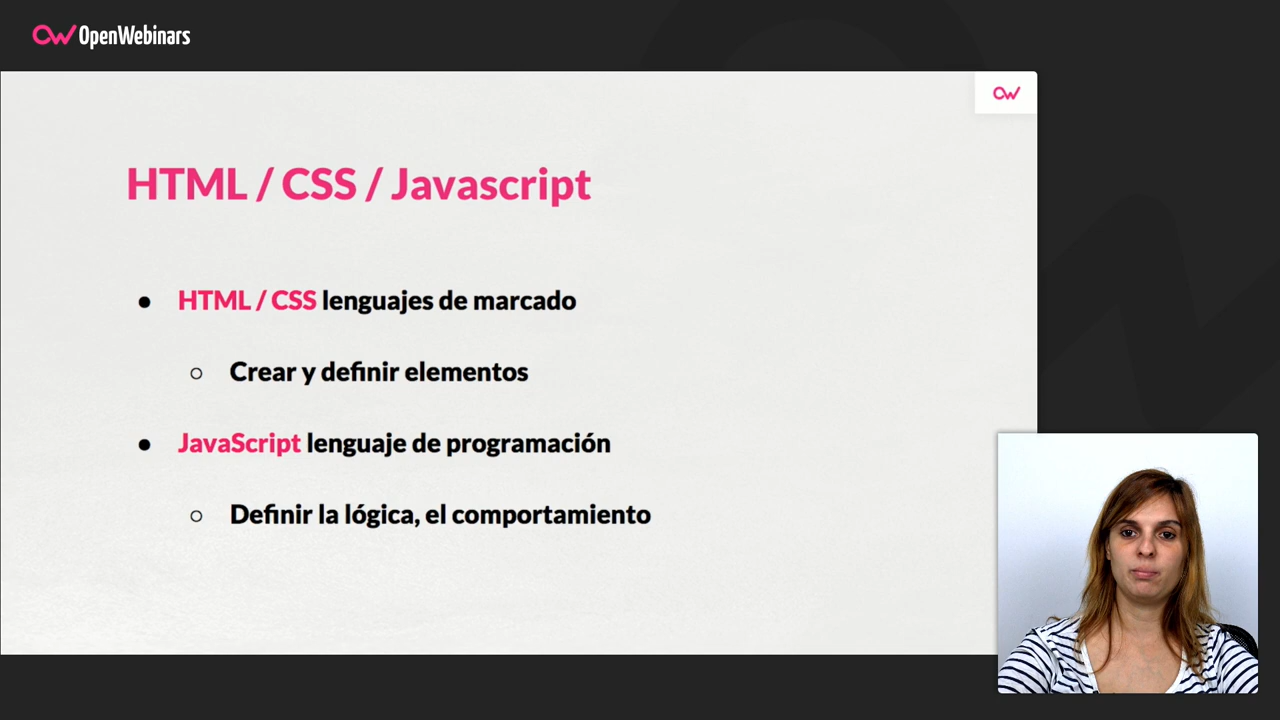 OpenWebinars
HTML / CSS / Javascript
● HTML / CSS lenguajes de marcado
○ Crear y definir elementos
● JavaScript lenguaje de programación
○ Definir la lógica, el comportamiento